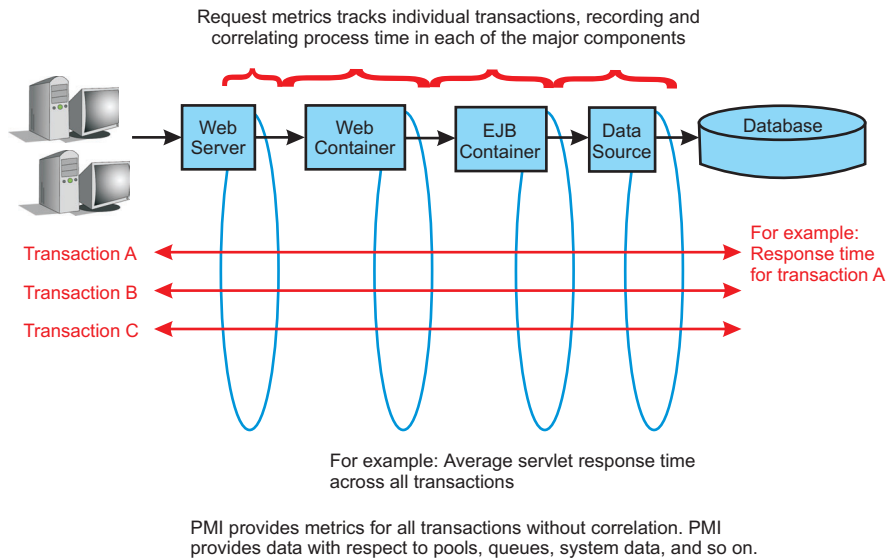 Request metrics tracks individual transactions, recording and
correlating process time in each of the major components
Web
Server
Web
Container
EJB
Container
Data
Source
Database
Transaction A
Transaction B
Transaction C
For example:
Response time
for transaction A
For example: Average servlet response time
across all transactions
PMI provides metrics for all transactions without correlation. PMI
provides data with respect to pools, queues, system data, and so on.